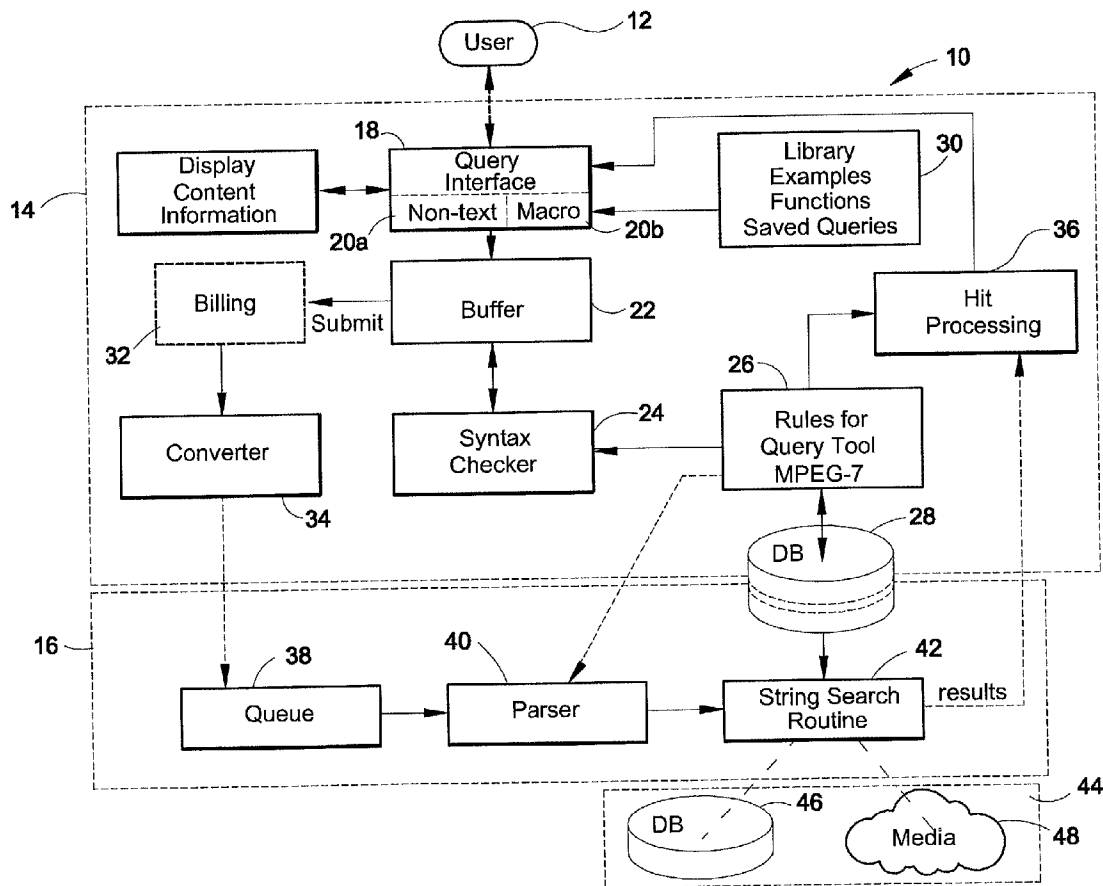 12
User
10
18
Query
Interface
Non-text
Macro
20a
20b
Display
Content
Information
14
Library
Examples
Functions
Saved Queries
30
36
Hit
Processing
Billing
32
Submit
Buffer
22
26
24
Syntax
Checker
Rules for
Query Tool
MPEG-7
Converter
34
28
DB
16
38
Queue
40
Parser
42
String Search
Routine
results
44
46
DB
Media
48